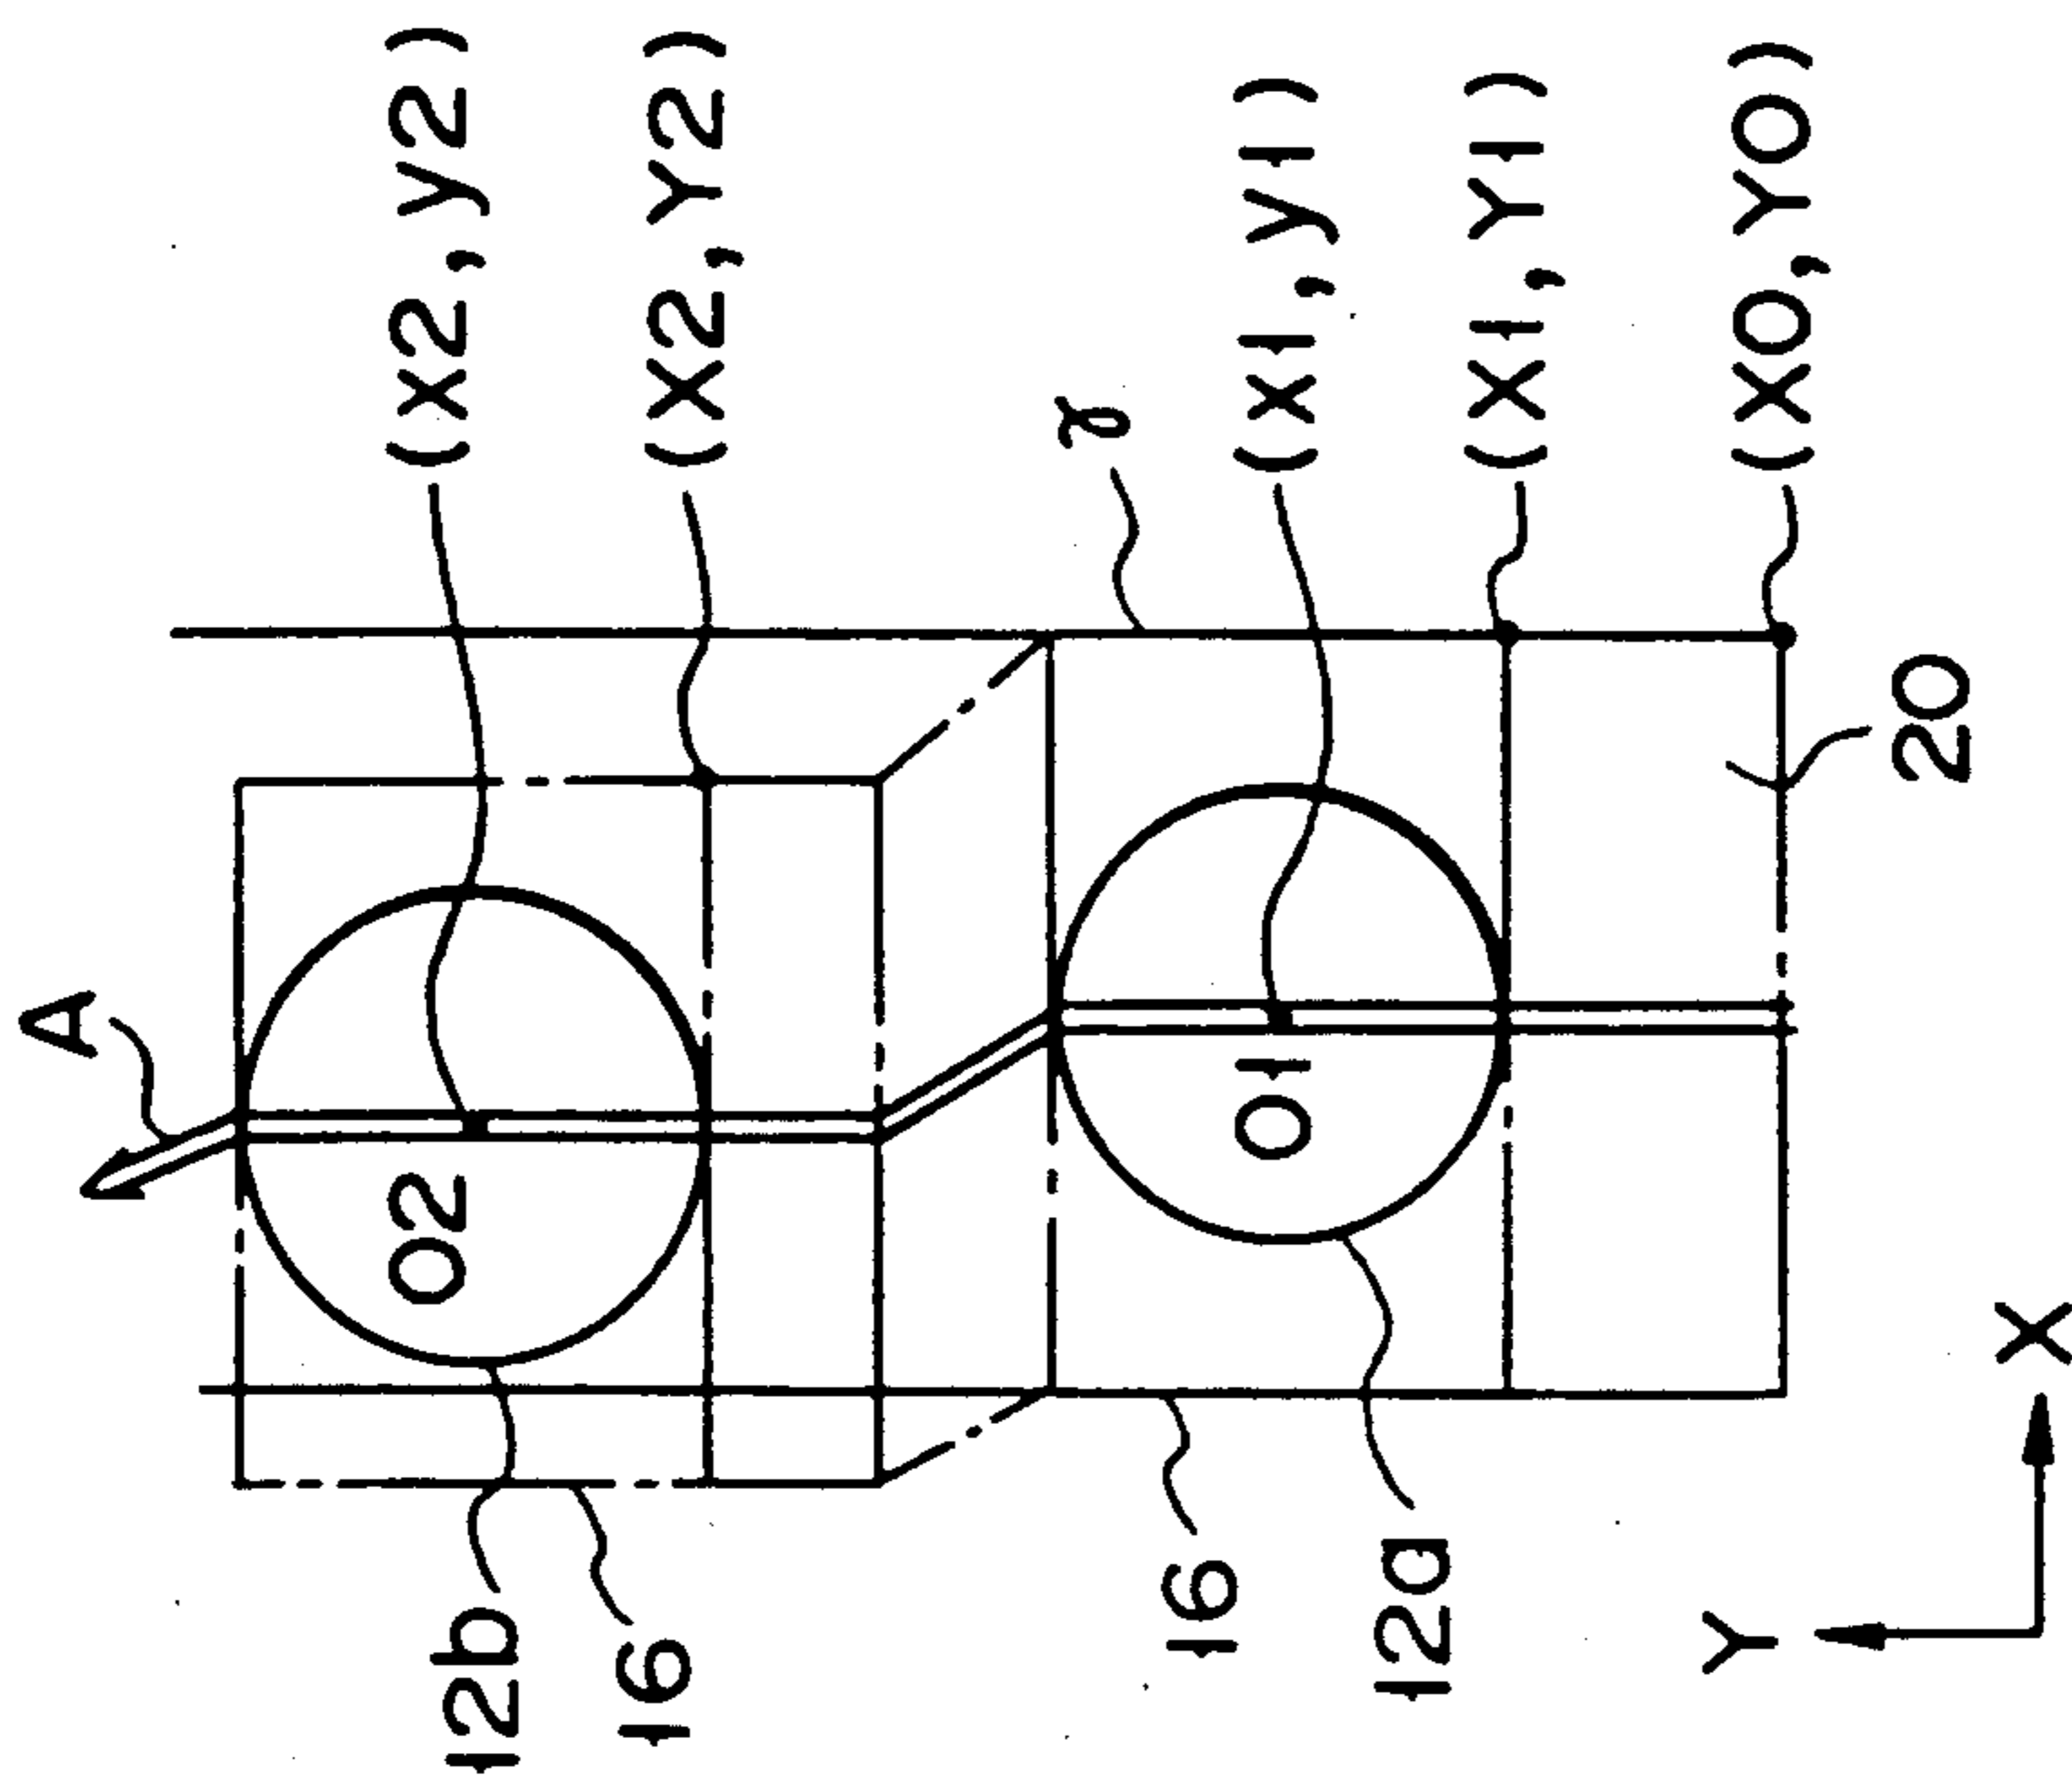 A
(x2, y2)
(X2, Y2)
γ
(x1, y1)
(X1, Y1)
(X0, Y0)
20
O2
O1
12b
16
16
12a
Y
X